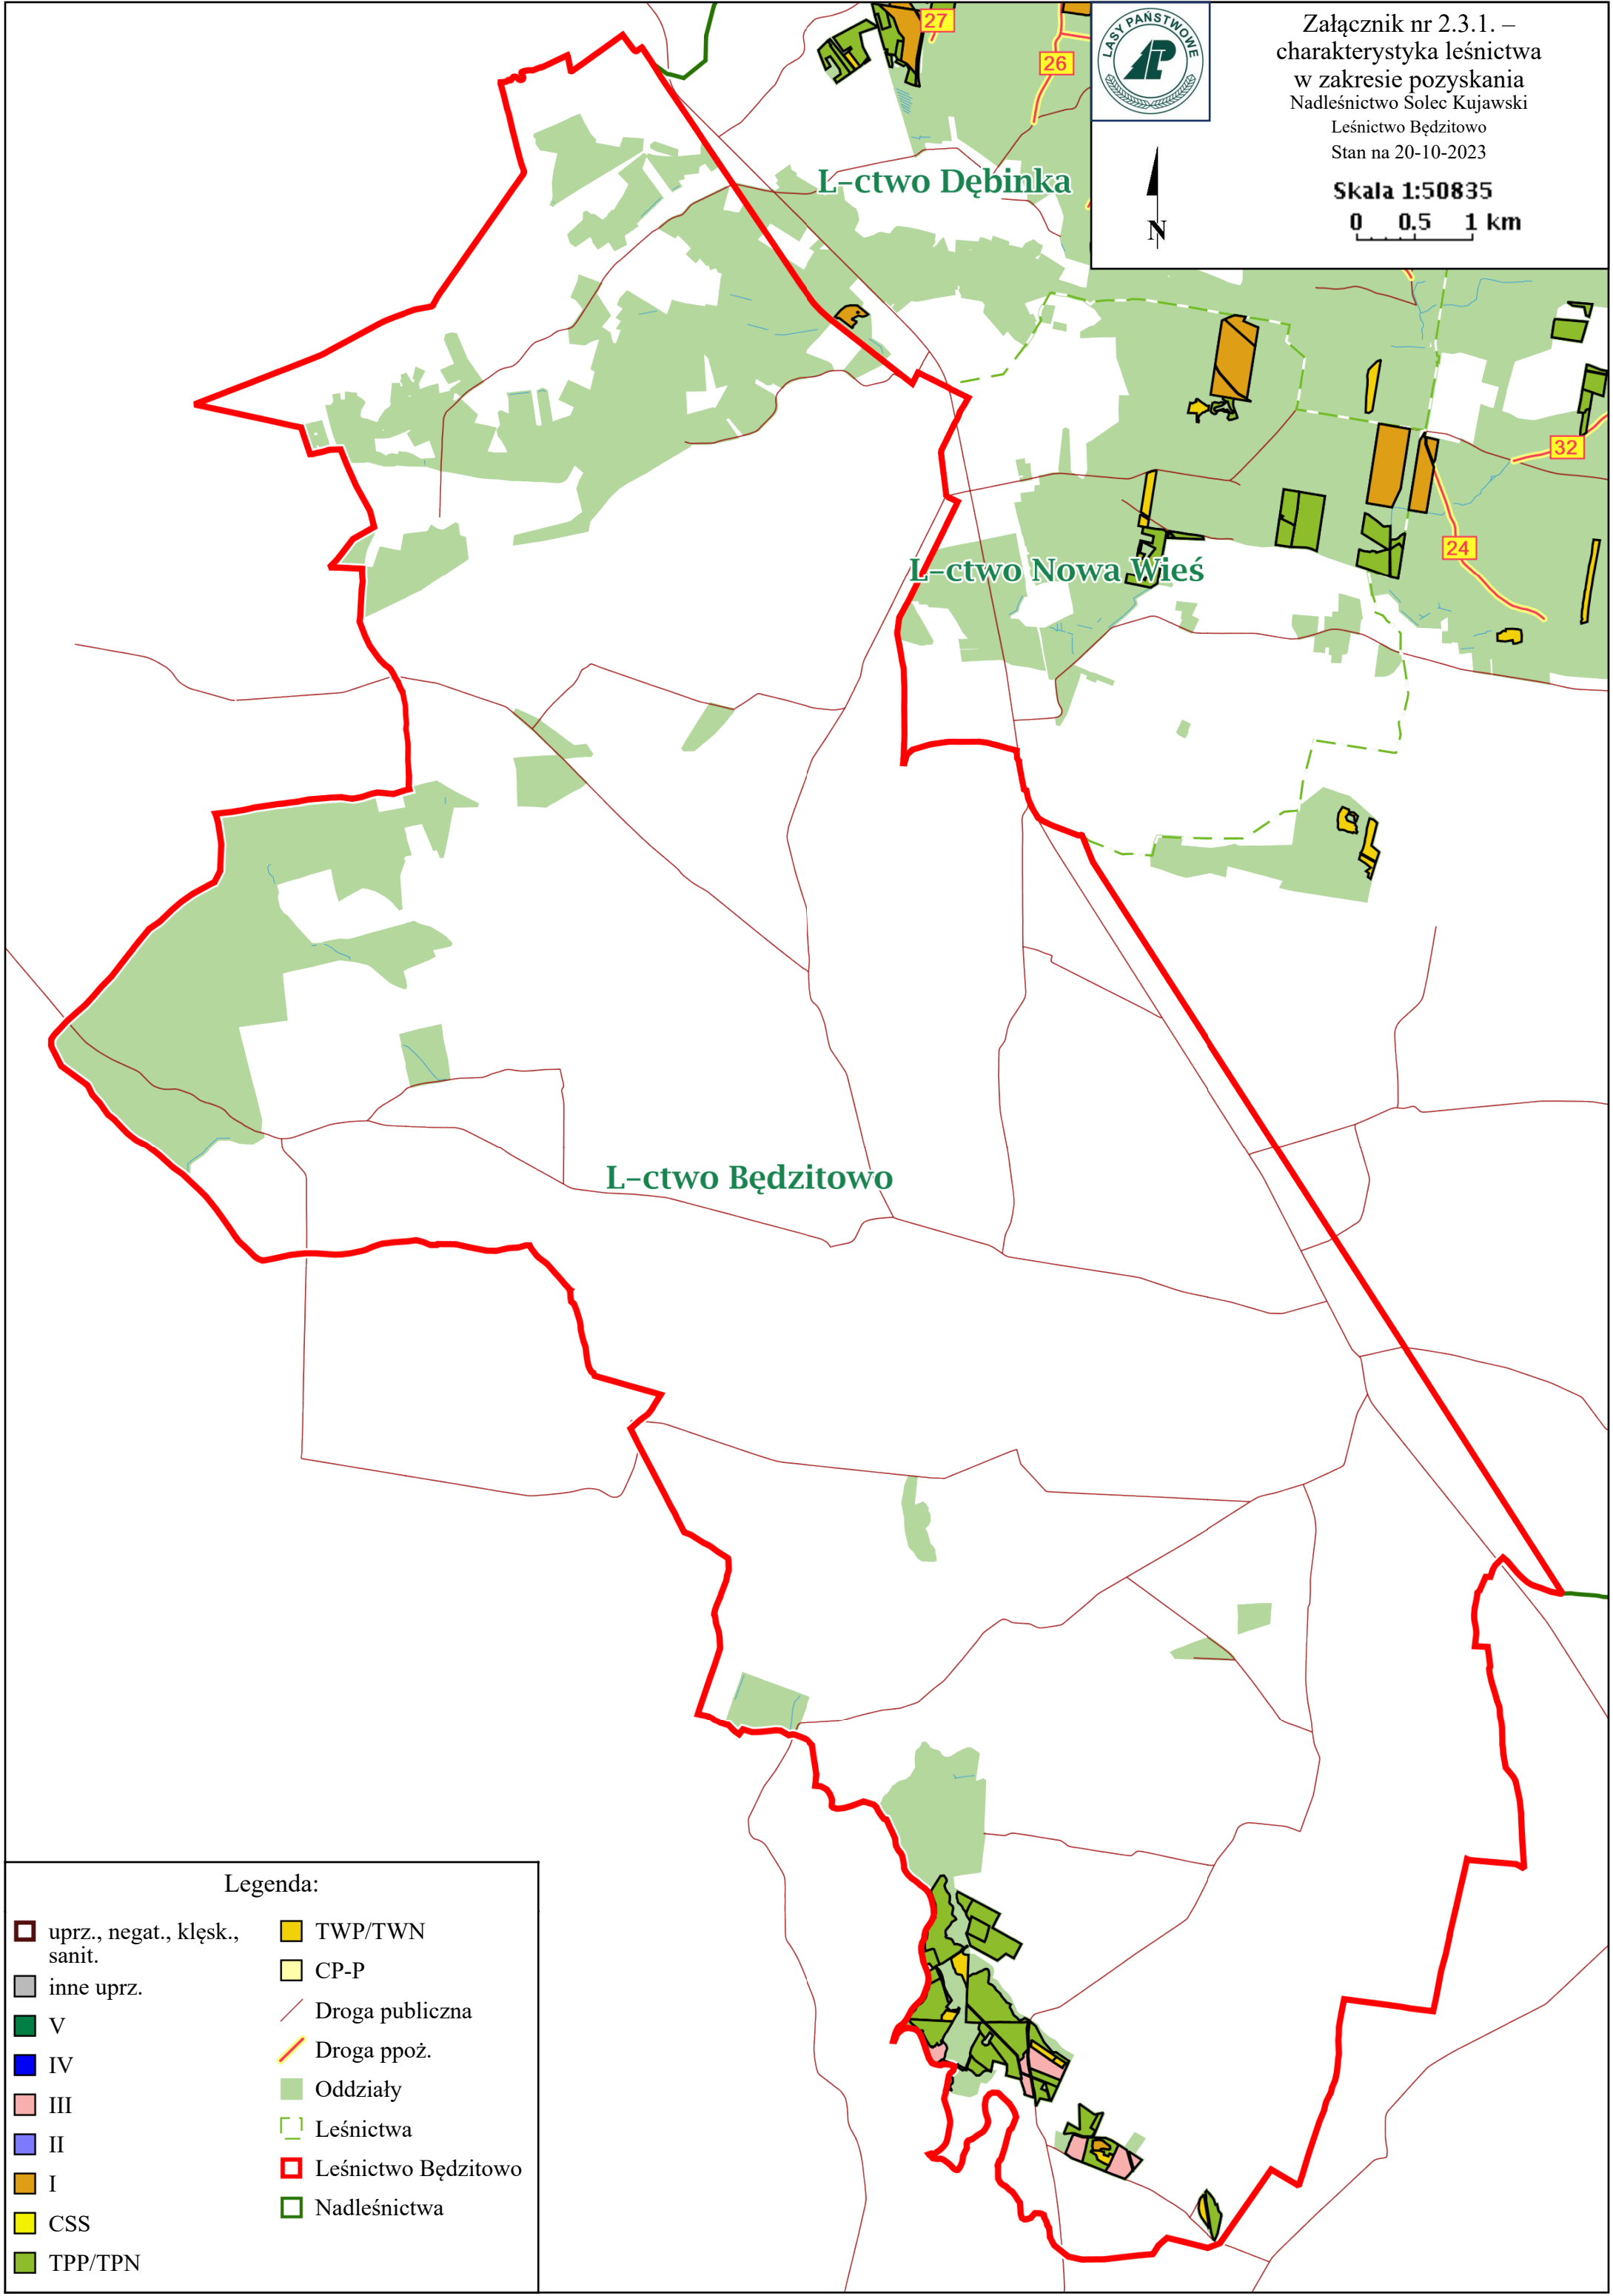 LASY PAŃSTWOWE
Załącznik nr 2.3.1. –
charakterystyka leśnictwa
w zakresie pozyskania
Nadleśnictwo Solec Kujawski
Leśnictwo Będzitowo
Stan na 20-10-2023
Skala 1:50835
0 0.5 1 km
N
27
26
L-ctwo Dębinka
32
24
L-ctwo Nowa Wieś
L-ctwo Będzitowo
Legenda:
uprz., negat., klęsk.,
sanit.
inne uprz.
V
IV
III
II
I
CSS
TPP/TPN
TWP/TWN
CP-P
Droga publiczna
Droga ppoż.
Oddziały
Leśnictwa
Leśnictwo Będzitowo
Nadleśnictwa